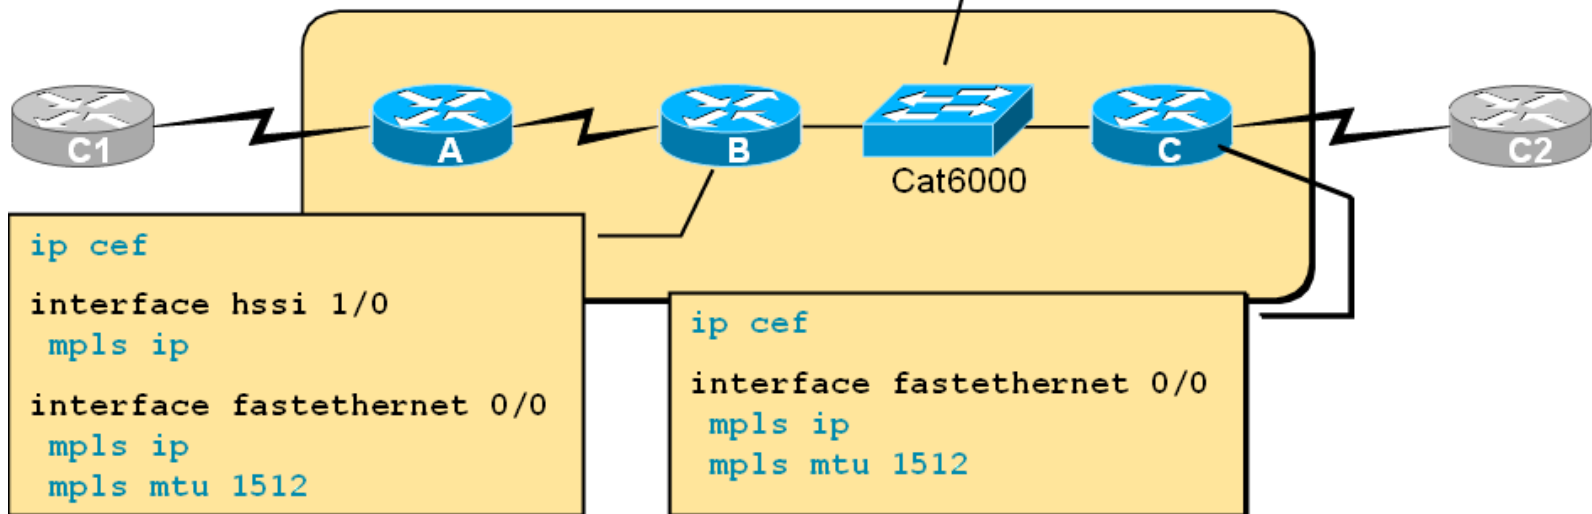 C1
A
B
Cat6000
C
C2
ip cef
interface hssi 1/0
mpls ip
interface fastethernet 0/0
mpls ip
mpls mtu 1512
ip cef
interface fastethernet 0/0
mpls ip
mpls mtu 1512